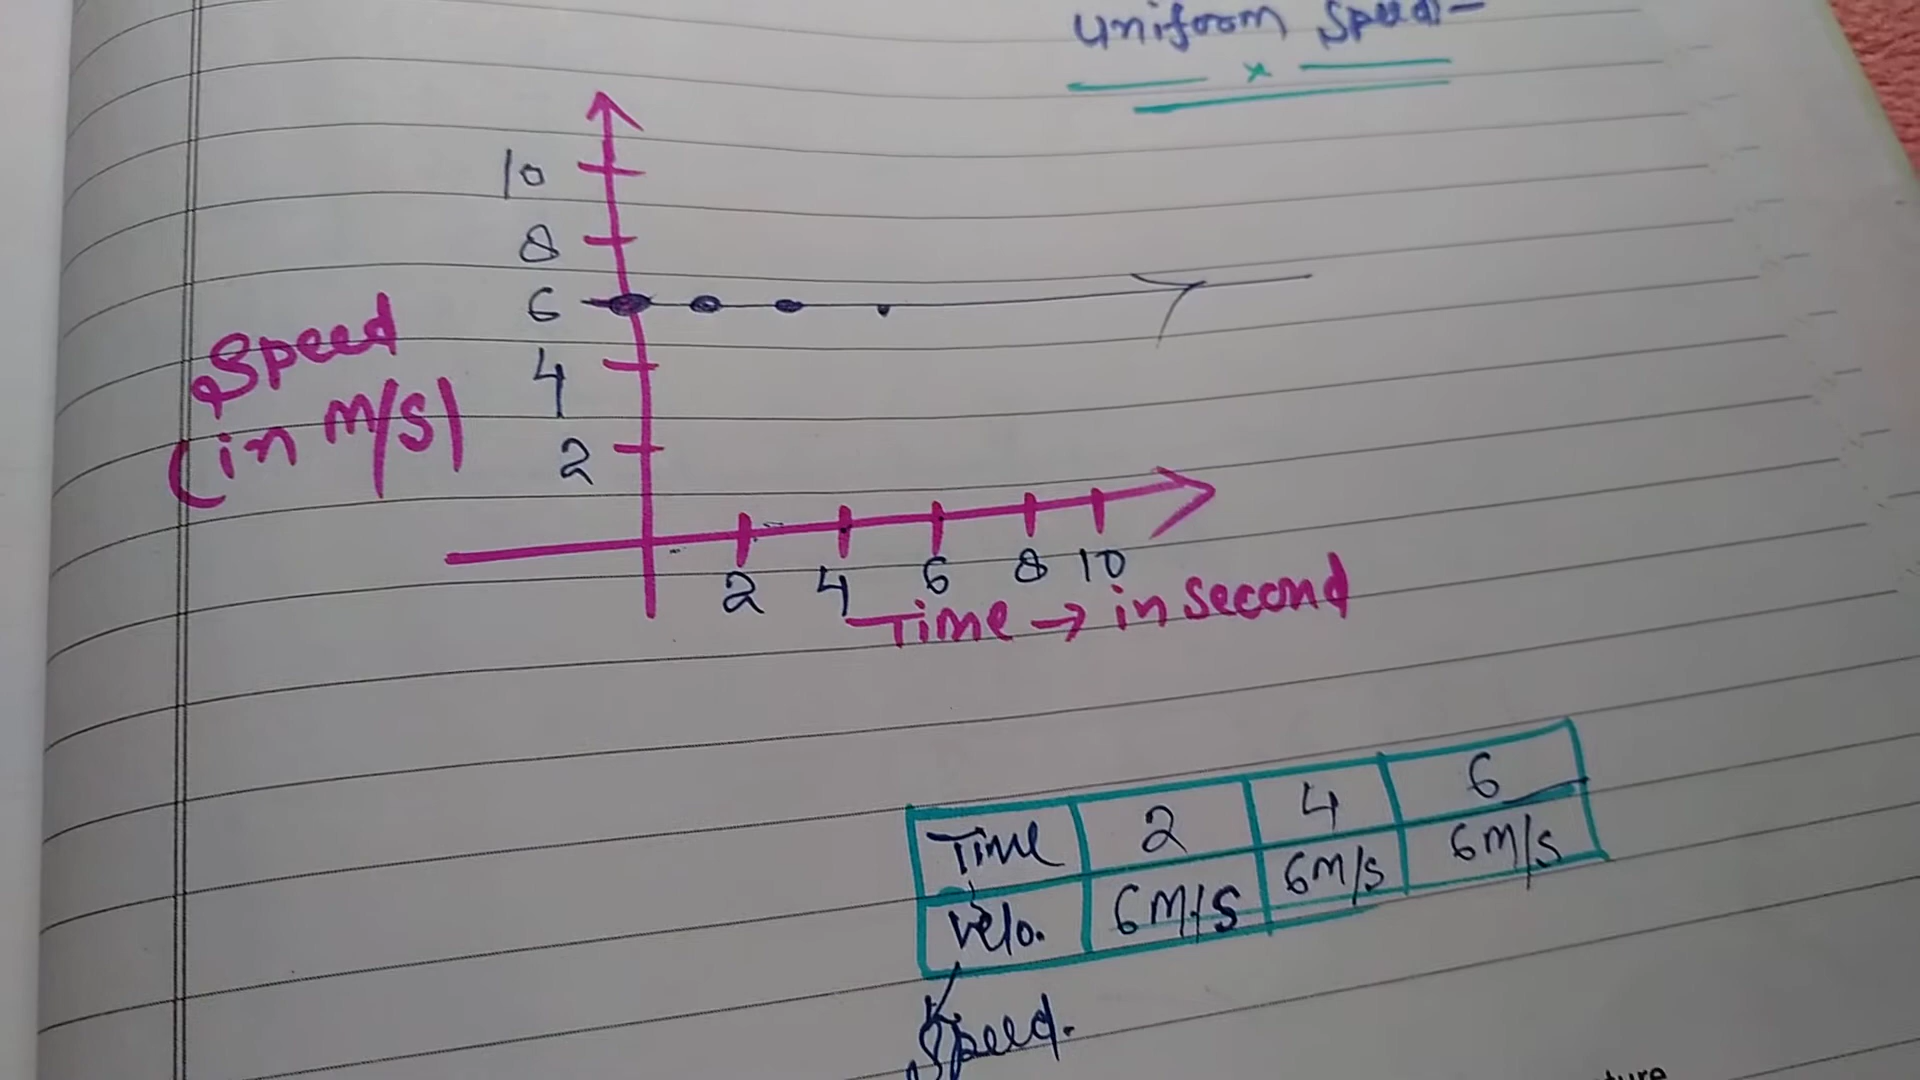 Uniform Speed-
x
10
8
6
4
2
Speed
(in m/s)
2 4 6 8 10
Time → in second
Time 2 4 6
Velo. 6m/s 6m/s 6m/s
Speed.